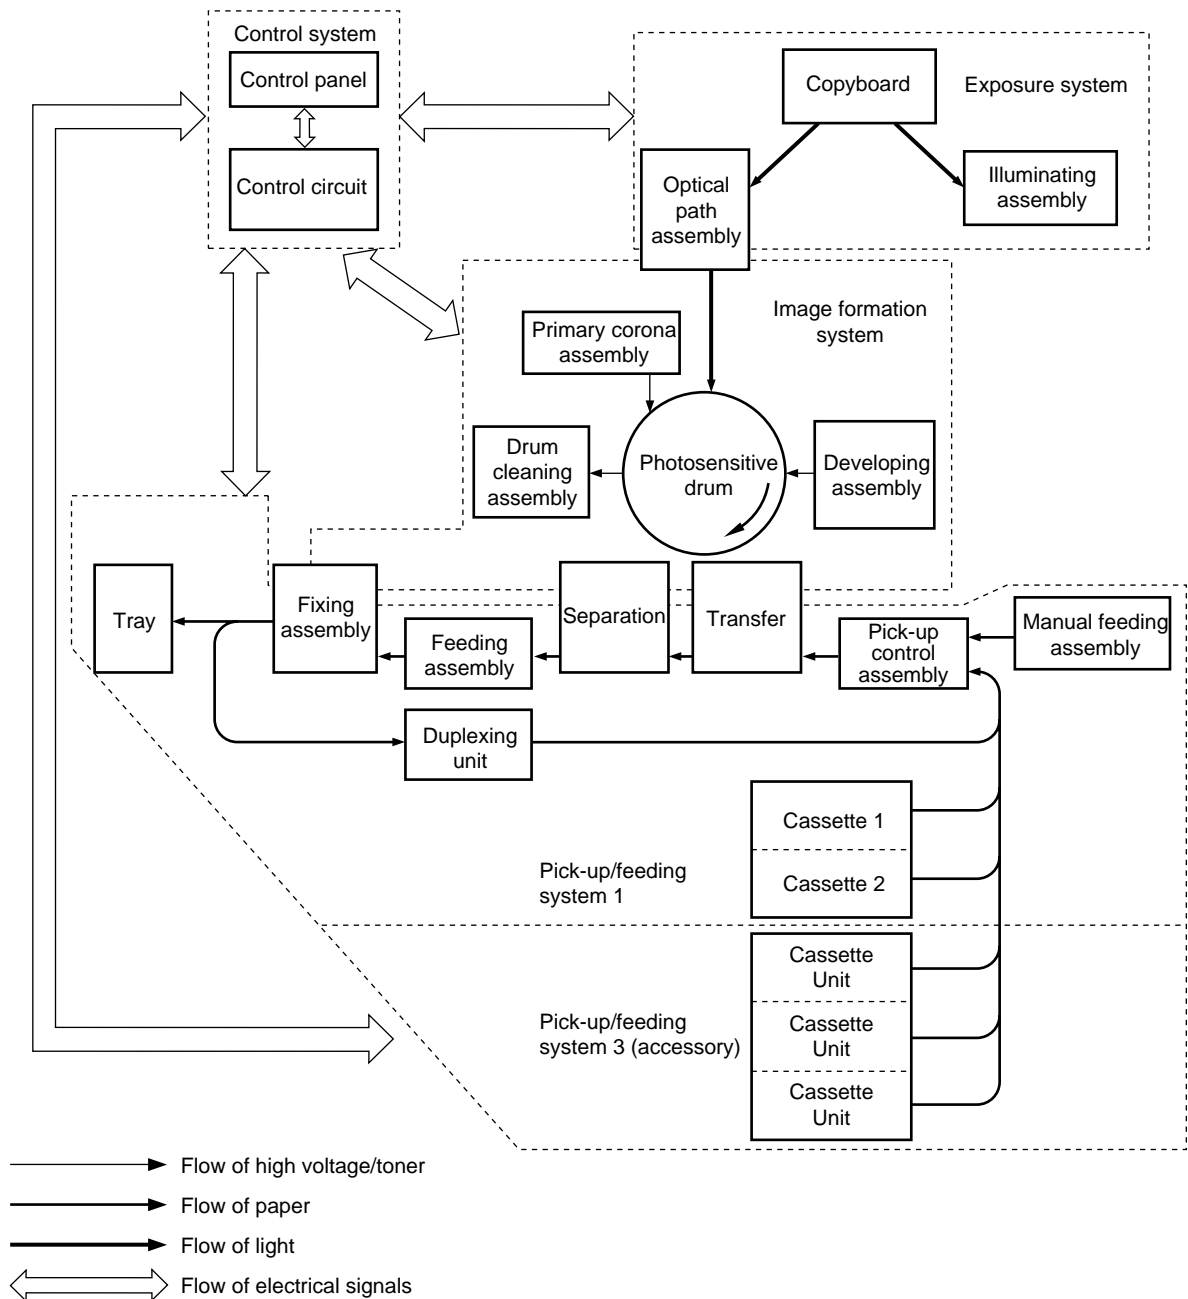 Control system
Control panel
Control circuit
Copyboard
Exposure system
Optical
path
assembly
Illuminating
assembly
Image formation
system
Primary corona
assembly
Drum
cleaning
assembly
Photosensitive
drum
Developing
assembly
Tray
Fixing
assembly
Feeding
assembly
Separation
Transfer
Pick-up
control
assembly
Manual feeding
assembly
Duplexing
unit
Cassette 1
Cassette 2
Pick-up/feeding
system 1
Cassette
Unit
Cassette
Unit
Cassette
Unit
Pick-up/feeding
system 3 (accessory)
Flow of high voltage/toner
Flow of paper
Flow of light
Flow of electrical signals